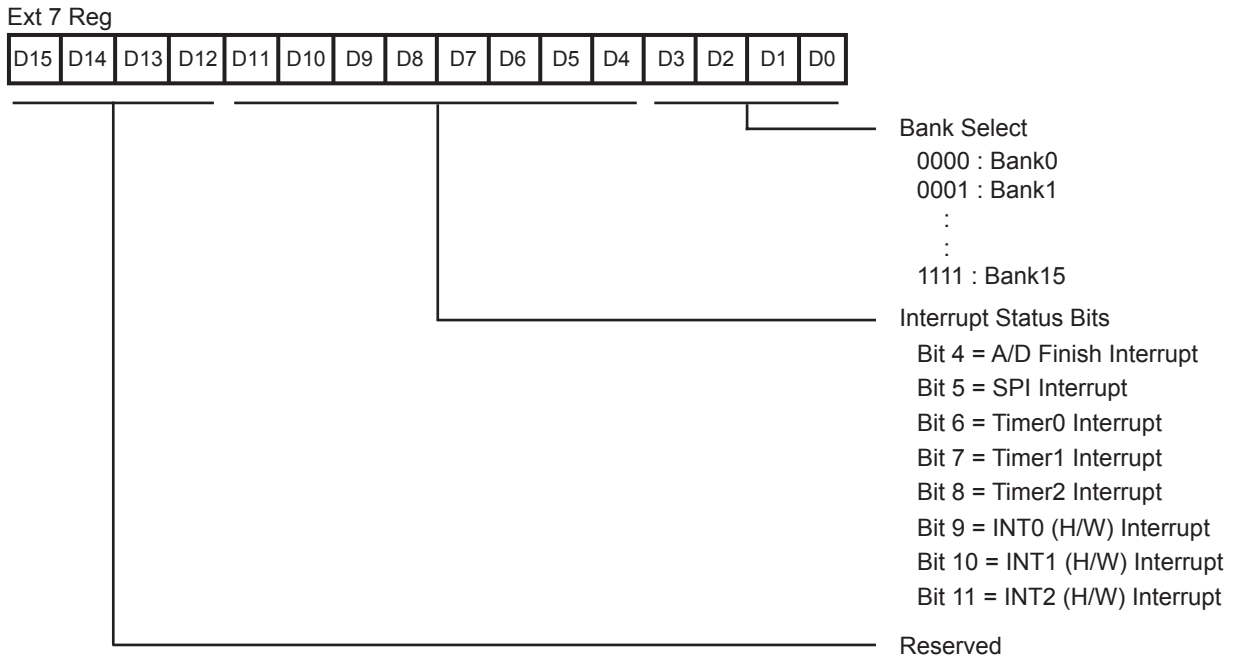 Ext 7 Reg
D15 D14 D13 D12 D11 D10 D9 D8 D7 D6 D5 D4 D3 D2 D1 D0
Bank Select
0000 : Bank0
0001 : Bank1
:
:
1111 : Bank15
Interrupt Status Bits
Bit 4 = A/D Finish Interrupt
Bit 5 = SPI Interrupt
Bit 6 = Timer0 Interrupt
Bit 7 = Timer1 Interrupt
Bit 8 = Timer2 Interrupt
Bit 9 = INT0 (H/W) Interrupt
Bit 10 = INT1 (H/W) Interrupt
Bit 11 = INT2 (H/W) Interrupt
Reserved